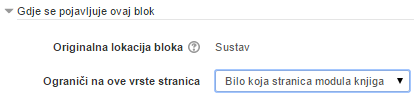 Gdje se pojavljuje ovaj blok
Originalna lokacija bloka Sustav
Ograniči na ove vrste stranica Bilo koja stranica modula knjiga